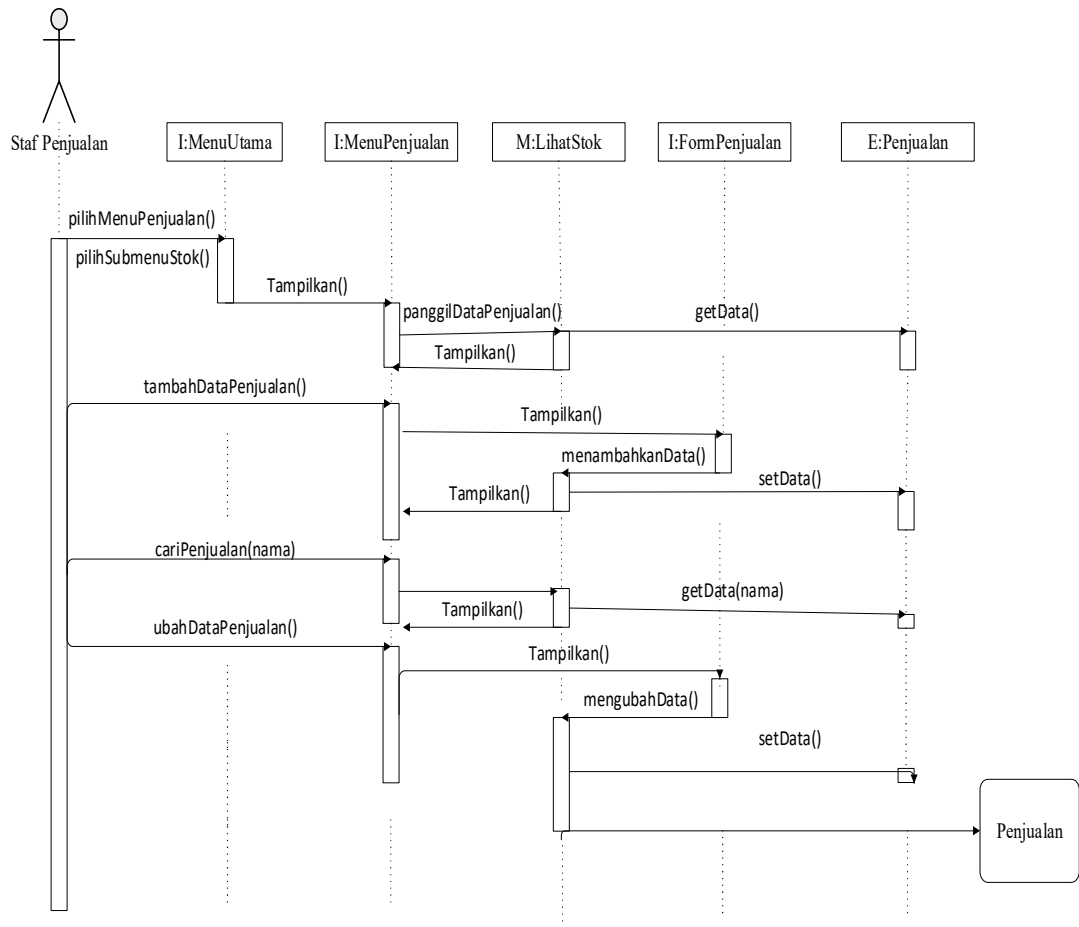 Staf Penjualan
I:MenuUtama
I:MenuPenjualan
M:LihatStok
I:FormPenjualan
E:Penjualan
pilihMenuPenjualan()
pilihSubmenuStok()
Tampilkan()
panggilDataPenjualan()
getData()
Tampilkan()
tambahDataPenjualan()
Tampilkan()
menambahkanData()
setData()
Tampilkan()
cariPenjualan(nama)
getData(nama)
Tampilkan()
ubahDataPenjualan()
Tampilkan()
mengubahData()
setData()
Penjualan